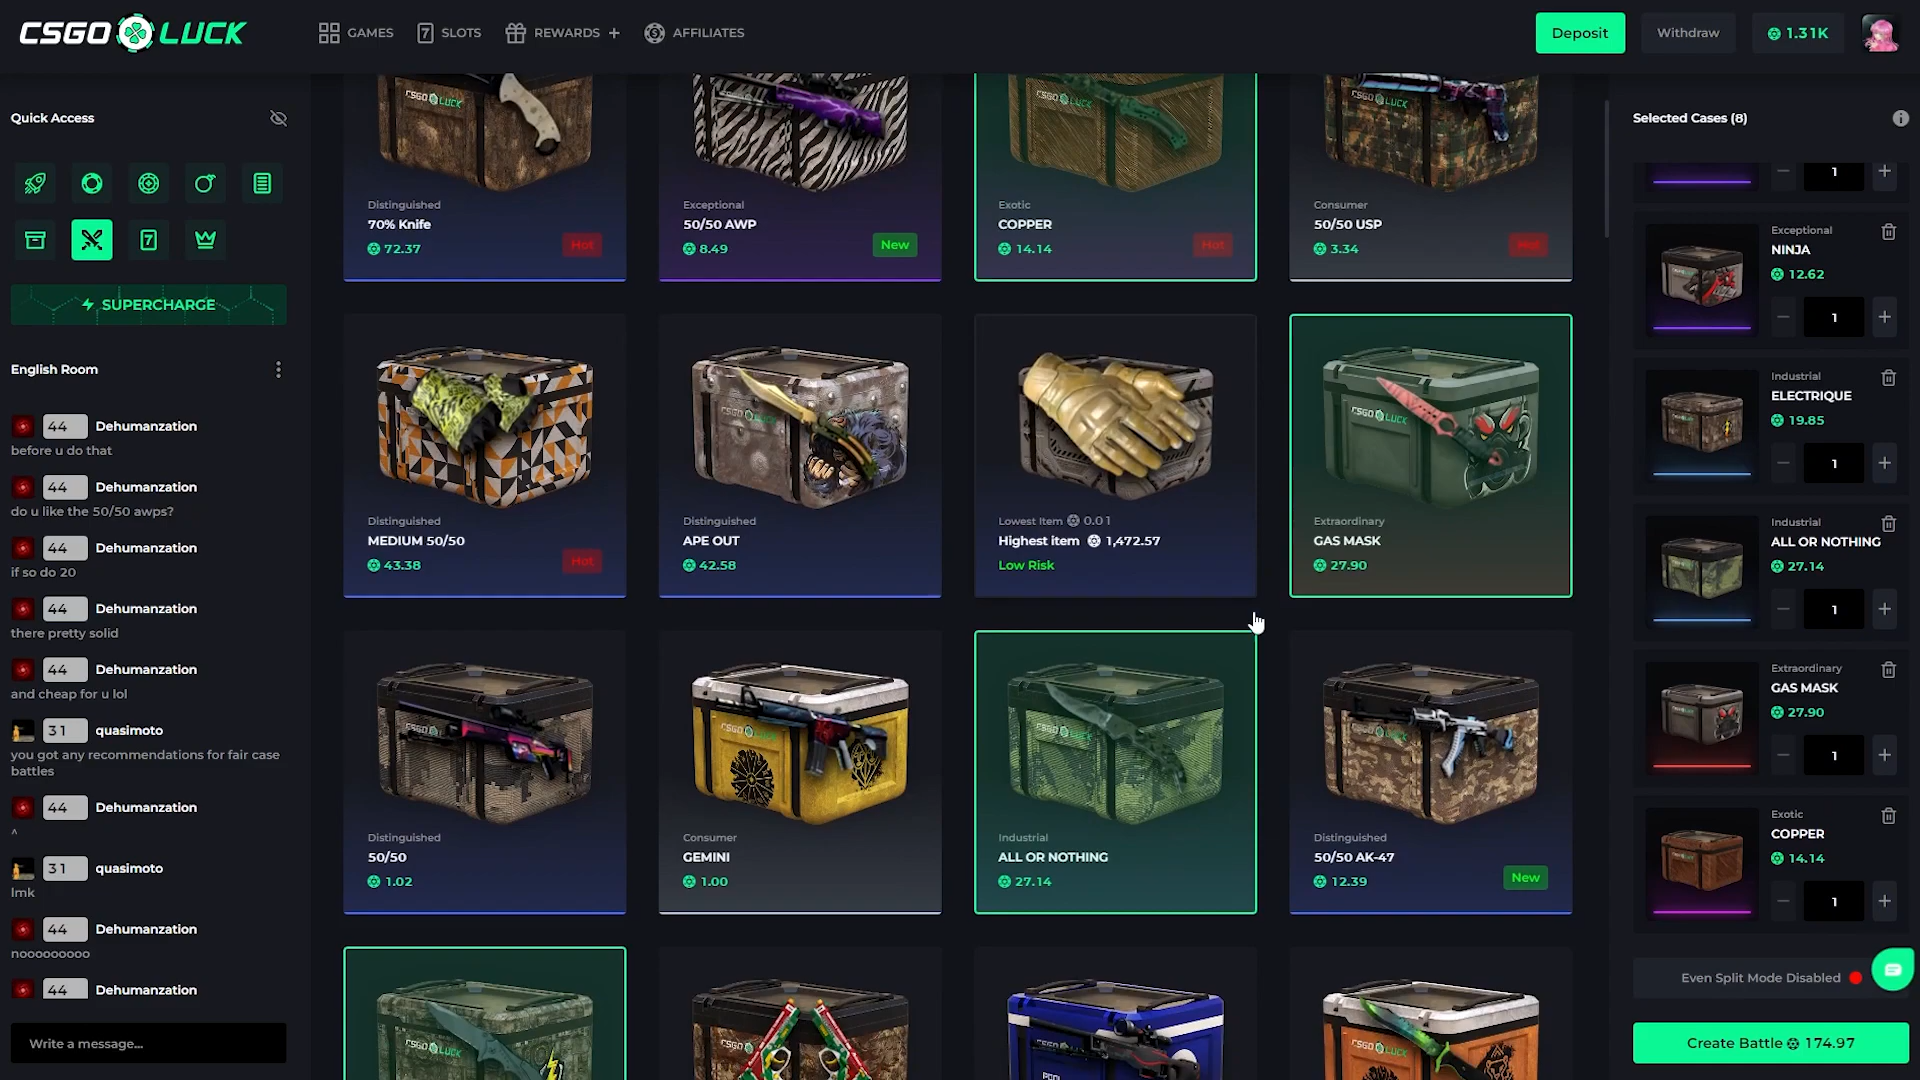 CSGO LUCK
GAMES
SLOTS
REWARDS +
AFFILIATES
Deposit
Withdraw
1.31K
Quick Access
SUPERCHARGE
English Room
44 Dehumanzation
before u do that
44 Dehumanzation
do u like the 50/50 awps?
44 Dehumanzation
if so do 20
44 Dehumanzation
there pretty solid
44 Dehumanzation
and cheap for u lol
31 quasimoto
you got any recommendations for fair case
battles
44 Dehumanzation
^
31 quasimoto
lmk
44 Dehumanzation
nooooooooo
44 Dehumanzation
Write a message...
Distinguished
70% Knife
72.37
Hot
Exceptional
50/50 AWP
8.49
New
Exotic
COPPER
14.14
Hot
Consumer
50/50 USP
3.34
Hot
Distinguished
MEDIUM 50/50
43.38
Hot
Distinguished
APE OUT
42.58
Lowest Item 0.01
Highest item 1,472.57
Low Risk
Extraordinary
GAS MASK
27.90
Distinguished
50/50
1.02
Consumer
GEMINI
1.00
Industrial
ALL OR NOTHING
27.14
Distinguished
50/50 AK-47
12.39
New
Selected Cases (8)
1
Exceptional
NINJA
12.62
1
Industrial
ELECTRIQUE
19.85
1
Industrial
ALL OR NOTHING
27.14
1
Extraordinary
GAS MASK
27.90
1
Exotic
COPPER
14.14
1
Even Split Mode Disabled
Create Battle 174.97